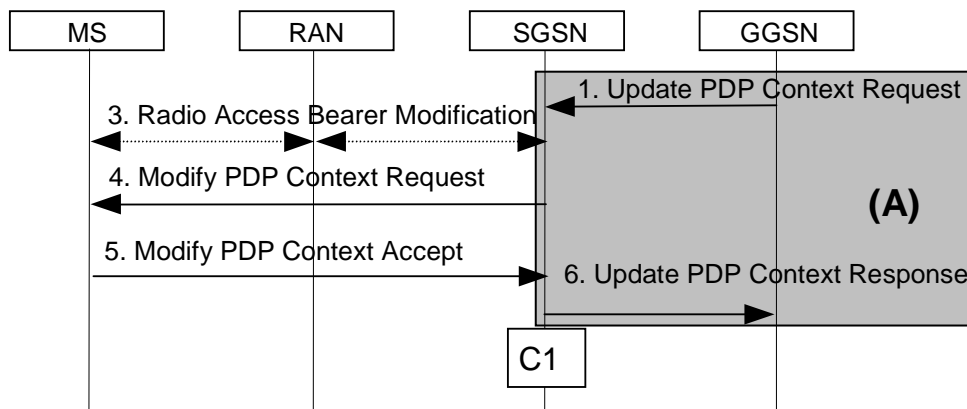 MS
RAN
SGSN
GGSN
1. Update PDP Context Request
3. Radio Access Bearer Modification
4. Modify PDP Context Request
(A)
5. Modify PDP Context Accept
6. Update PDP Context Response
C1